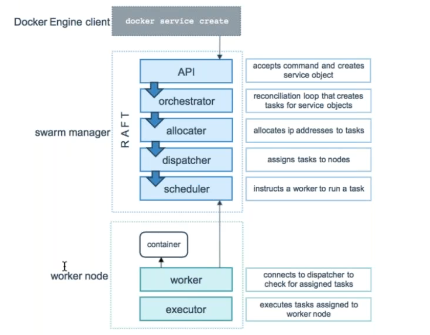 Docker Engine client
docker service create
API
accepts command and creates
service object
orchestrator
reconciliation loop that creates
tasks for service objects
swarm manager
RAFT
allocater
allocates ip addresses to tasks
dispatcher
assigns tasks to nodes
scheduler
instructs a worker to run a task
container
worker node
worker
connects to dispatcher to
check for assigned tasks
executor
executes tasks assigned to
worker node